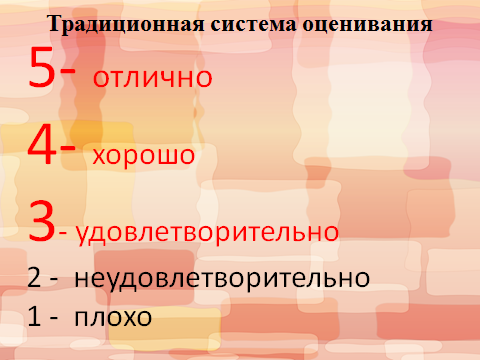 Традиционная система оценивания
5- отлично
4- хорошо
3- удовлетворительно
2 - неудовлетворительно
1 - плохо